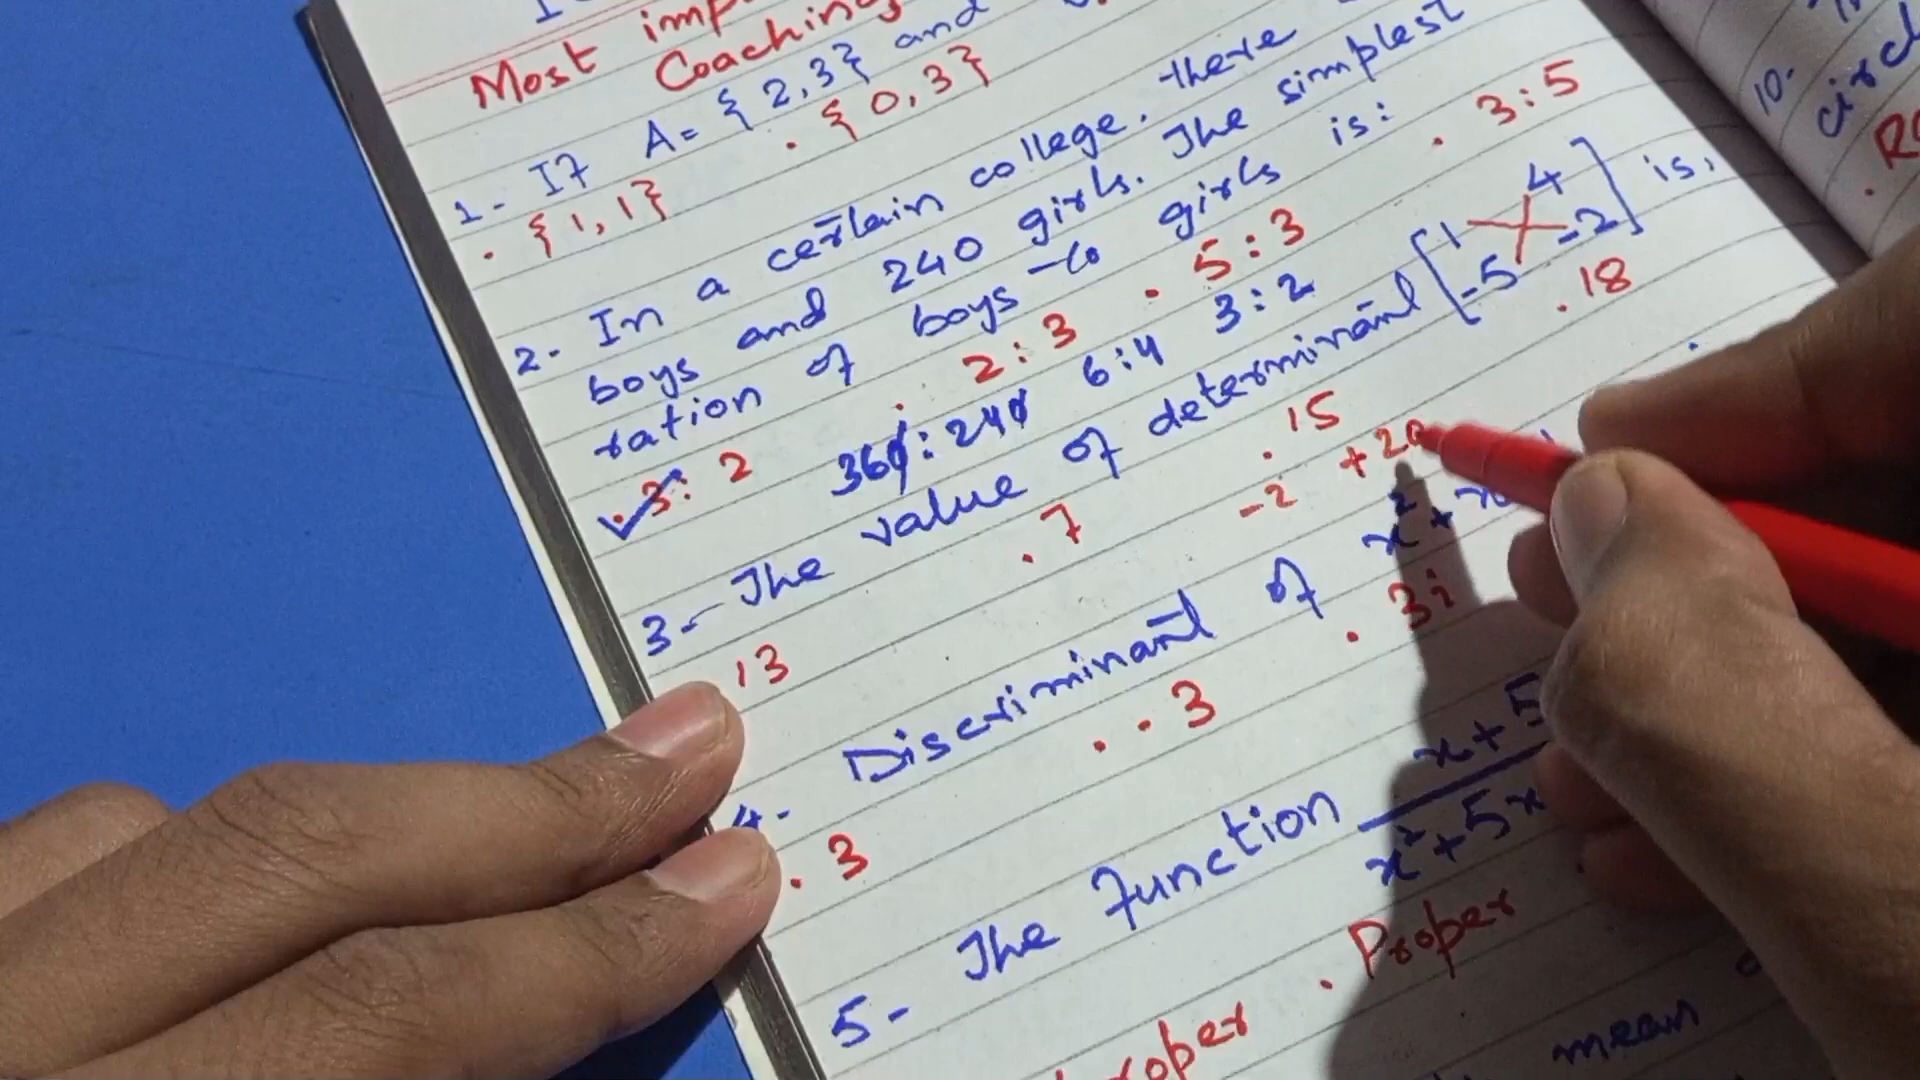 Most imp
Coaching
1- If A= {2,3} and
. {1,1} . {0,3}
2. In a certain college. there
boys and 240 girls. The simplest
ration of boys to girls is:
. 3: 2 . 2:3 . 5:3 . 3:5
360:240 6:4 3:2
3- The value of determinant [1 4 -5 -2] is,
13 . 7 . 15 . 18
-2 +20
4- Discriminant of x²+x
. 3 . . 3 . 3i
5- The function x+5
x²+5x
roper . Proper
mean
10-
circl